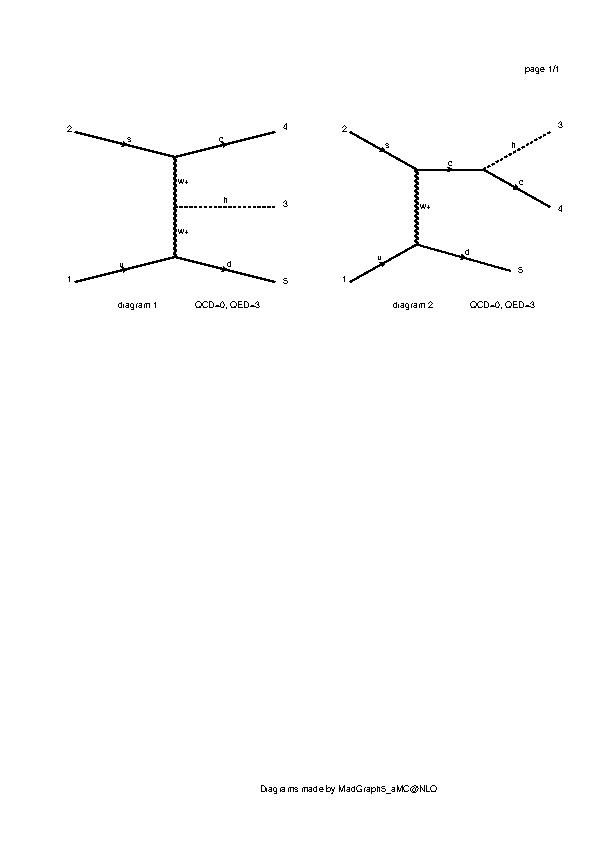 page 1/1
2 s c 4
w+
h 3
w+
1 u d 5
diagram 1 QCD=0, QED=3
2 s c h 3
c 4
w+
1 u d 5
diagram 2 QCD=0, QED=3
Diagrams made by MadGraph5_aMC@NLO